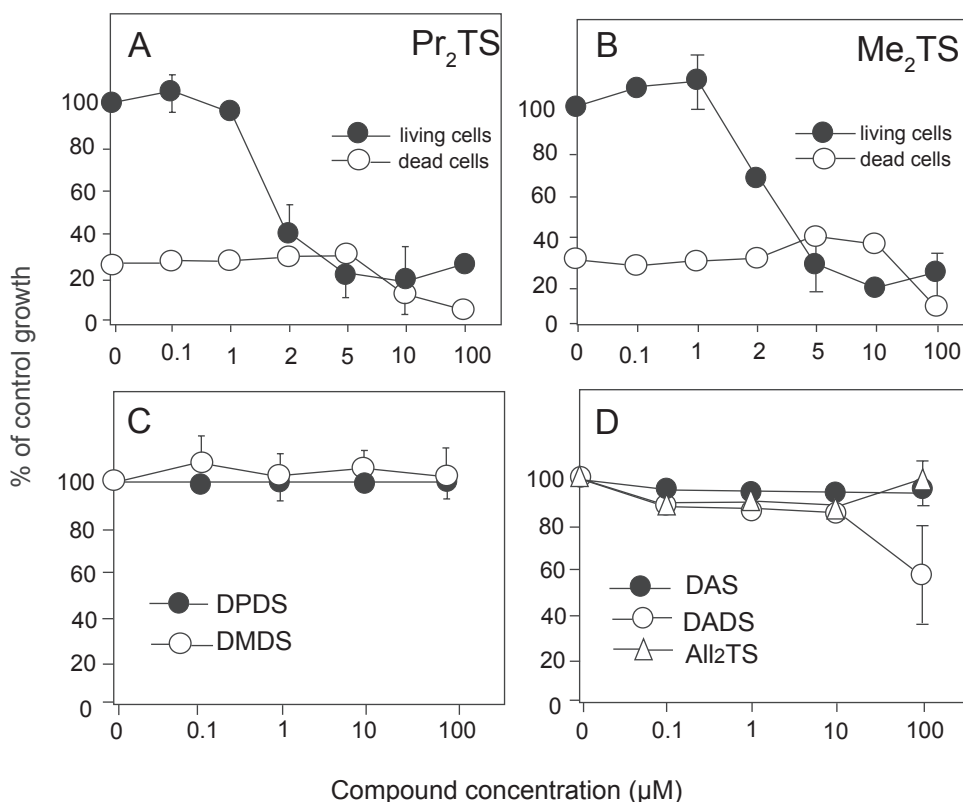 % of control growth
A
Pr2TS
100
80
60
40
20
0
living cells
dead cells
0 0.1 1 2 5 10 100
B
Me2TS
100
80
60
40
20
0
living cells
dead cells
0 0.1 1 2 5 10 100
C
100
80
60
40
20
0
DPDS
DMDS
0 0.1 1 10 100
D
100
80
60
40
20
0
DAS
DADS
All2TS
0 0.1 1 10 100
Compound concentration (µM)